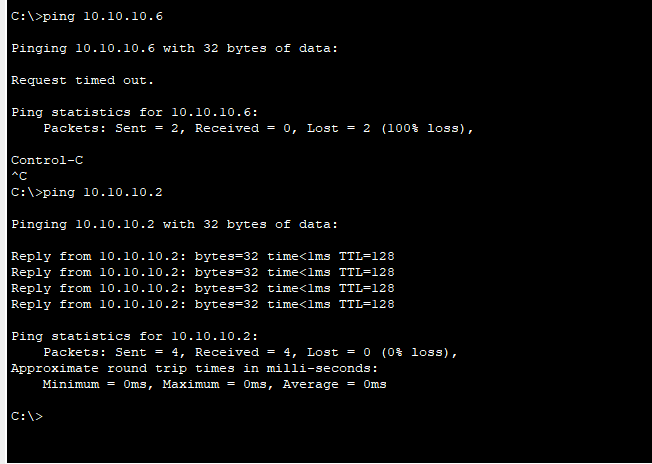 C:\>ping 10.10.10.6
Pinging 10.10.10.6 with 32 bytes of data:
Request timed out.
Ping statistics for 10.10.10.6:
    Packets: Sent = 2, Received = 0, Lost = 2 (100% loss),
Control-C
^C
C:\>ping 10.10.10.2
Pinging 10.10.10.2 with 32 bytes of data:
Reply from 10.10.10.2: bytes=32 time<1ms TTL=128
Reply from 10.10.10.2: bytes=32 time<1ms TTL=128
Reply from 10.10.10.2: bytes=32 time<1ms TTL=128
Reply from 10.10.10.2: bytes=32 time<1ms TTL=128
Ping statistics for 10.10.10.2:
    Packets: Sent = 4, Received = 4, Lost = 0 (0% loss),
Approximate round trip times in milli-seconds:
    Minimum = 0ms, Maximum = 0ms, Average = 0ms
C:\>